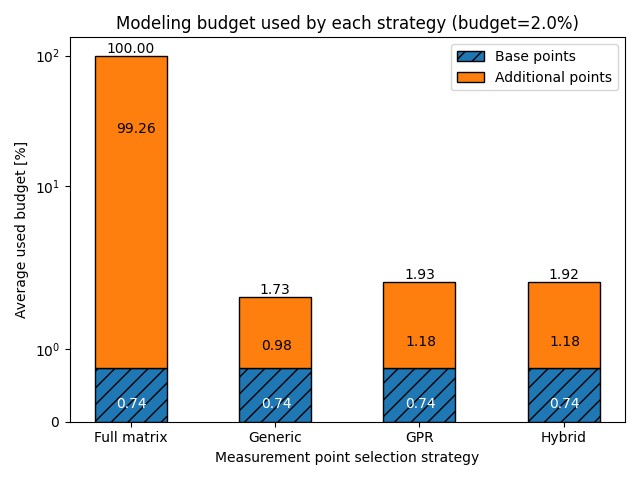 Modeling budget used by each strategy (budget=2.0%)
Base points
Additional points
Average used budget [%]
10²
10¹
10⁰
0
100.00
99.26
0.74
1.73
0.98
0.74
1.93
1.18
0.74
1.92
1.18
0.74
Full matrix
Generic
GPR
Hybrid
Measurement point selection strategy